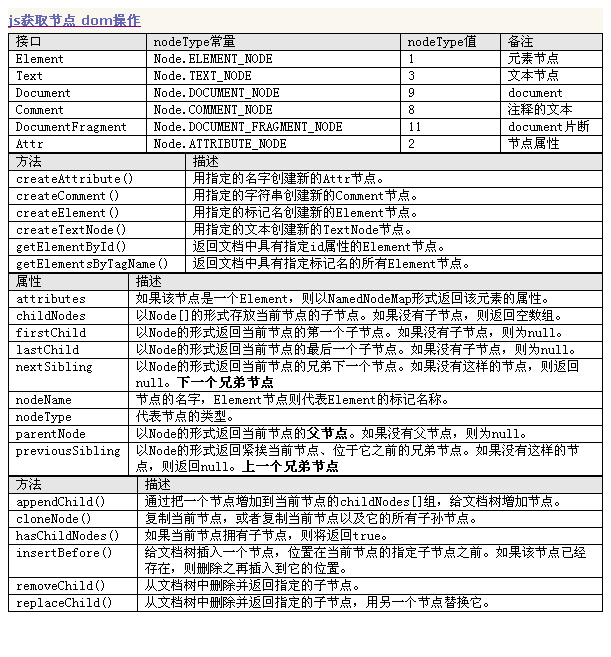 js获取节点 dom操作
接口 nodeType常量 nodeType值 备注
Element Node.ELEMENT_NODE 1 元素节点
Text Node.TEXT_NODE 3 文本节点
Document Node.DOCUMENT_NODE 9 document
Comment Node.COMMENT_NODE 8 注释的文本
DocumentFragment Node.DOCUMENT_FRAGMENT_NODE 11 document片断
Attr Node.ATTRIBUTE_NODE 2 节点属性
方法 描述
createAttribute() 用指定的名字创建新的Attr节点。
createComment() 用指定的字符串创建新的Comment节点。
createElement() 用指定的标记名创建新的Element节点。
createTextNode() 用指定的文本创建新的TextNode节点。
getElementById() 返回文档中具有指定id属性的Element节点。
getElementsByTagName() 返回文档中具有指定标记名的所有Element节点。
属性 描述
attributes 如果该节点是一个Element，则以NamedNodeMap形式返回该元素的属性。
childNodes 以Node[]的形式存放当前节点的子节点。如果没有子节点，则返回空数组。
firstChild 以Node的形式返回当前节点的第一个子节点。如果没有子节点，则为null。
lastChild 以Node的形式返回当前节点的最后一个子节点。如果没有子节点，则为null。
nextSibling 以Node的形式返回当前节点的兄弟下一个节点。如果没有这样的节点，则返回
null。下一个兄弟节点
nodeName 节点的名字，Element节点则代表Element的标记名称。
nodeType 代表节点的类型。
parentNode 以Node的形式返回当前节点的父节点。如果没有父节点，则为null。
previousSibling 以Node的形式返回紧挨当前节点、位于它之前的兄弟节点。如果没有这样的节
点，则返回null。上一个兄弟节点
方法 描述
appendChild() 通过把一个节点增加到当前节点的childNodes[]组，给文档树增加节点。
cloneNode() 复制当前节点，或者复制当前节点以及它的所有子孙节点。
hasChildNodes() 如果当前节点拥有子节点，则将返回true。
insertBefore() 给文档树插入一个节点，位置在当前节点的指定子节点之前。如果该节点已经
存在，则删除之再插入到它的位置。
removeChild() 从文档树中删除并返回指定的子节点。
replaceChild() 从文档树中删除并返回指定的子节点，用另一个节点替换它。